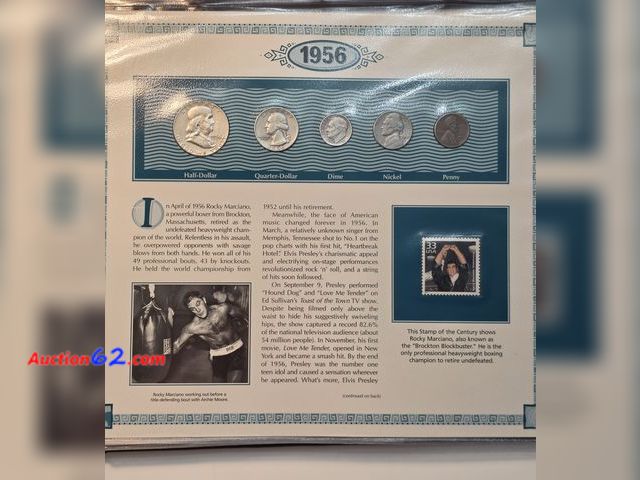 1956
Half-Dollar
Quarter-Dollar
Dime
Nickel
Penny
In April of 1956 Rocky Marciano,
a powerful boxer from Brockton,
Massachusetts, retired as the
undefeated heavyweight cham-
pion of the world. Relentless in his assault,
he overpowered opponents with savage
blows from both hands. He won all of his
49 professional bouts, 43 by knockouts.
He held the world championship from
Rocky Marciano working out before a
title-defending bout with Archie Moore.
1952 until his retirement.
Meanwhile, the face of American
music changed forever in 1956. In
March, a relatively unknown singer from
Memphis, Tennessee shot to No.1 on the
pop charts with his first hit, "Heartbreak
Hotel." Elvis Presley's charismatic appeal
and electrifying on-stage performances
revolutionized rock 'n' roll, and a string
of hits soon followed.
On September 9, Presley performed
"Hound Dog" and "Love Me Tender" on
Ed Sullivan's Toast of the Town TV show.
Despite being filmed only above the
waist to hide his suggestively swiveling
hips, the show captured a record 82.6%
of the national television audience (about
54 million people). In November, his first
movie, Love Me Tender, opened in New
York and became a smash hit. By the end
of 1956, Presley was the number one
teen idol and caused a sensation wherever
he appeared. What's more, Elvis Presley
(continued on back)
33
USA
This Stamp of the Century shows
Rocky Marciano, also known as
the "Brockton Blockbuster." He is the
only professional heavyweight boxing
champion to retire undefeated.
Auction62.com